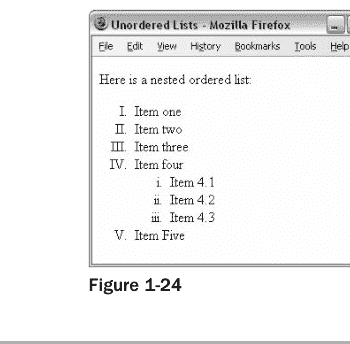 Unordered Lists - Mozilla Firefox
File Edit View History Bookmarks Tools Help
Here is a nested ordered list:
I. Item one
II. Item two
III. Item three
IV. Item four
i. Item 4.1
ii. Item 4.2
iii. Item 4.3
V. Item Five
Figure 1-24